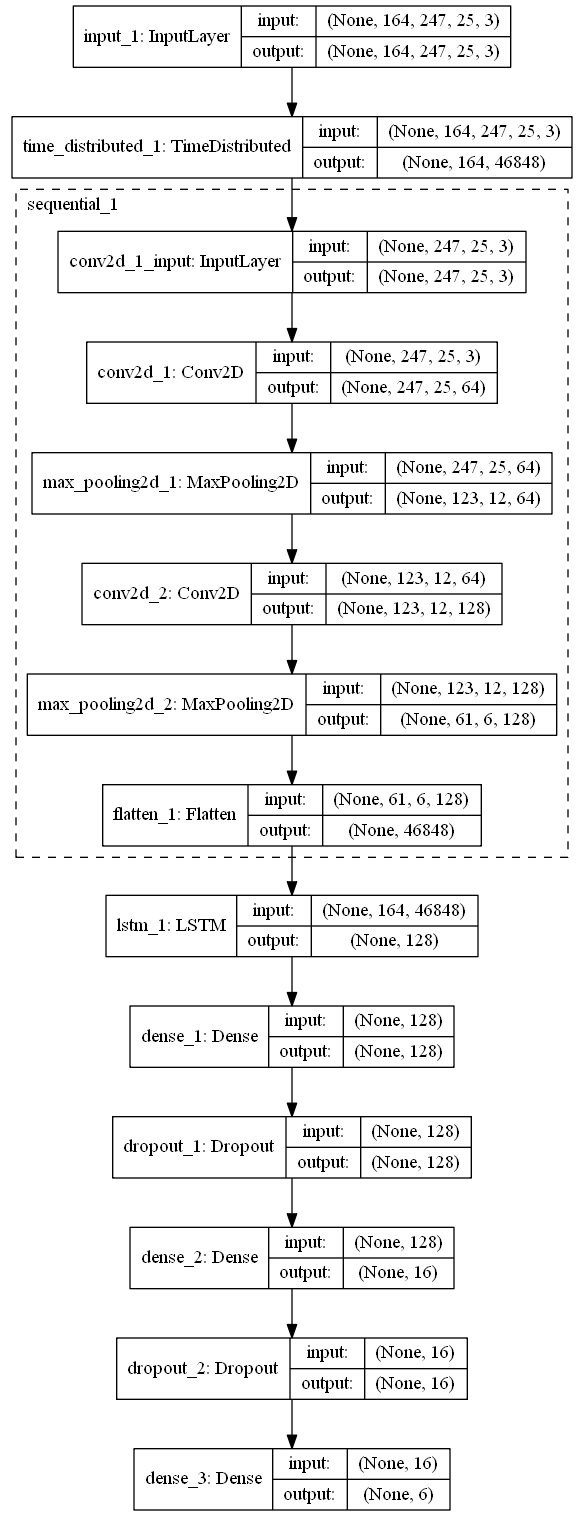 input_1: InputLayer
input: (None, 164, 247, 25, 3)
output: (None, 164, 247, 25, 3)
time_distributed_1: TimeDistributed
input: (None, 164, 247, 25, 3)
output: (None, 164, 46848)
sequential_1
conv2d_1_input: InputLayer
input: (None, 247, 25, 3)
output: (None, 247, 25, 3)
conv2d_1: Conv2D
input: (None, 247, 25, 3)
output: (None, 247, 25, 64)
max_pooling2d_1: MaxPooling2D
input: (None, 247, 25, 64)
output: (None, 123, 12, 64)
conv2d_2: Conv2D
input: (None, 123, 12, 64)
output: (None, 123, 12, 128)
max_pooling2d_2: MaxPooling2D
input: (None, 123, 12, 128)
output: (None, 61, 6, 128)
flatten_1: Flatten
input: (None, 61, 6, 128)
output: (None, 46848)
lstm_1: LSTM
input: (None, 164, 46848)
output: (None, 128)
dense_1: Dense
input: (None, 128)
output: (None, 128)
dropout_1: Dropout
input: (None, 128)
output: (None, 128)
dense_2: Dense
input: (None, 128)
output: (None, 16)
dropout_2: Dropout
input: (None, 16)
output: (None, 16)
dense_3: Dense
input: (None, 16)
output: (None, 6)